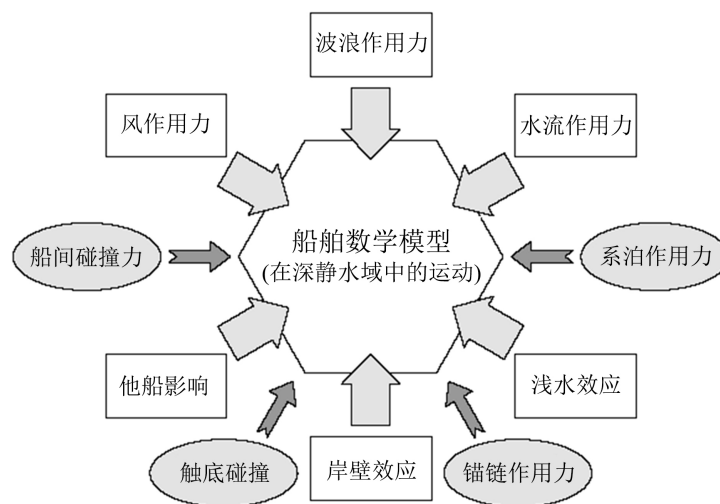 波浪作用力
风作用力
水流作用力
船舶数学模型
(在深静水域中的运动)
船间碰撞力
系泊作用力
他船影响
浅水效应
触底碰撞
岸壁效应
锚链作用力